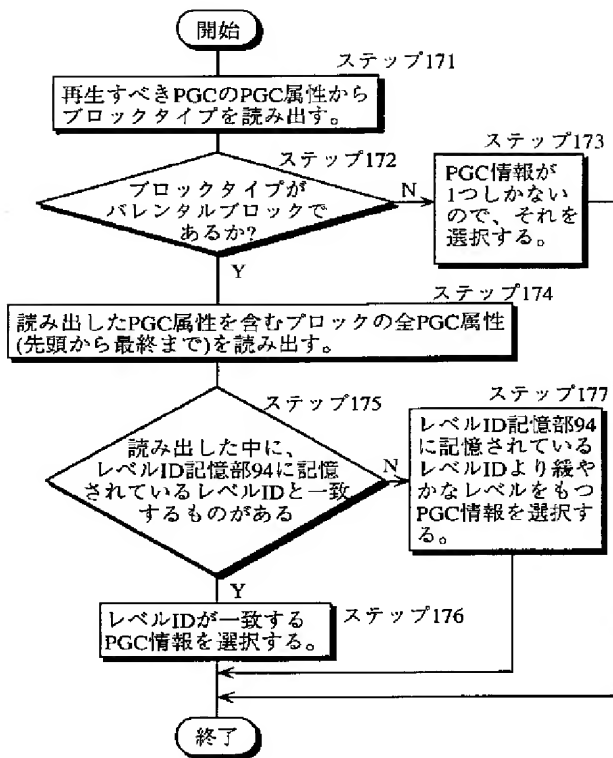 開始
ステップ171
再生すべきPGCのPGC属性から
ブロックタイプを読み出す。
ステップ172
ブロックタイプが
パレンタルブロックで
あるか?
N
Y
ステップ173
PGC情報が
1つしかない
ので、それを
選択する。
ステップ174
読み出したPGC属性を含むブロックの全PGC属性
(先頭から最終まで)を読み出す。
ステップ175
読み出した中に、
レベルID記憶部94に記憶
されているレベルIDと一致
するものがある
N
Y
ステップ177
レベルID記憶部94
に記憶されている
レベルIDより緩や
かなレベルをもつ
PGC情報を選択す
る。
ステップ176
レベルIDが一致する
PGC情報を選択する。
終了